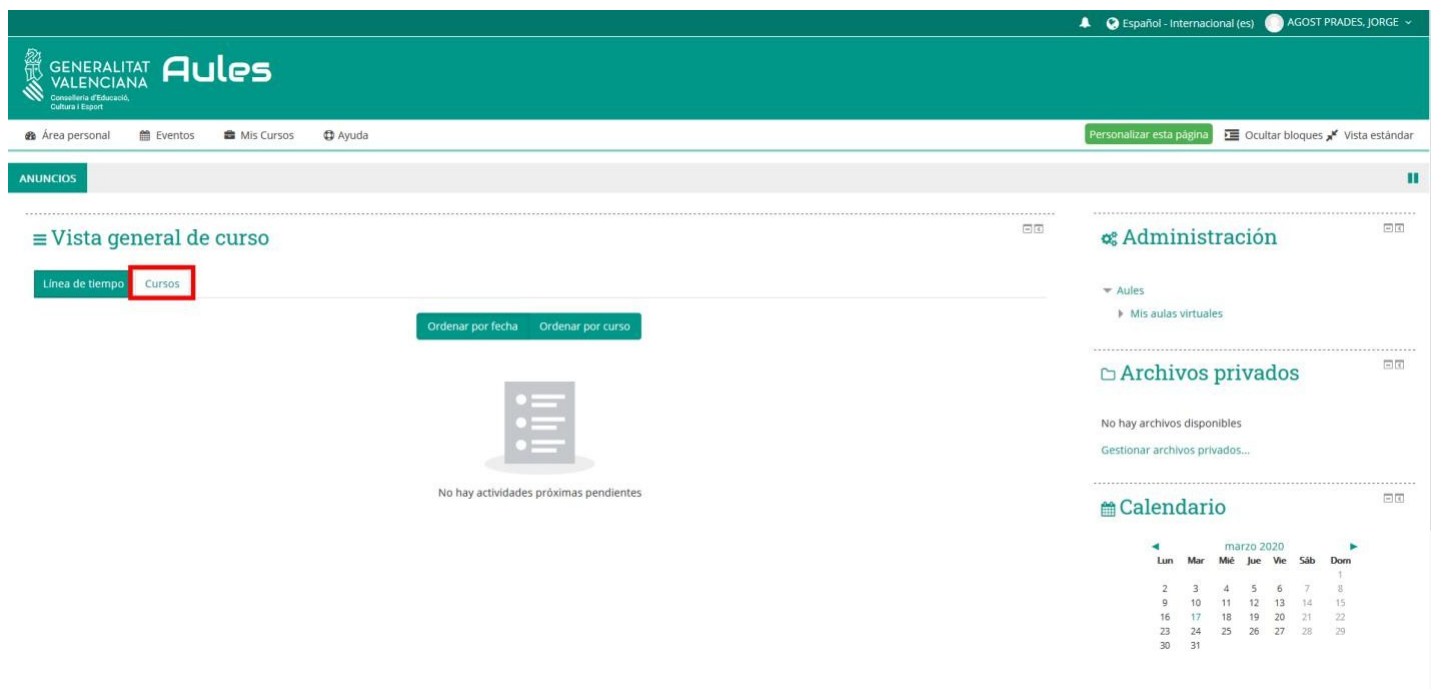 Español - Internacional (es) AGOST PRADES, JORGE
GENERALITAT
VALENCIANA
Conselleria d'Educació,
Cultura i Esport
Aules
Área personal Eventos Mis Cursos Ayuda
Personalizar esta página Ocultar bloques Vista estándar
ANUNCIOS
Vista general de curso
Línea de tiempo Cursos
Ordenar por fecha Ordenar por curso
No hay actividades próximas pendientes
Administración
Aules
Mis aulas virtuales
Archivos privados
No hay archivos disponibles
Gestionar archivos privados...
Calendario
marzo 2020
Lun Mar Mié Jue Vie Sáb Dom
1
2 3 4 5 6 7 8
9 10 11 12 13 14 15
16 17 18 19 20 21 22
23 24 25 26 27 28 29
30 31